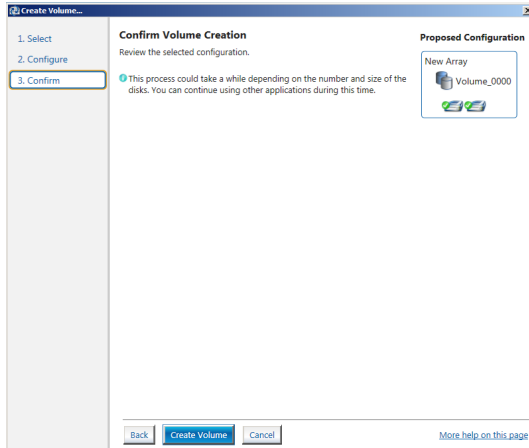 Create Volume...
1. Select
2. Configure
3. Confirm
Confirm Volume Creation
Review the selected configuration.
This process could take a while depending on the number and size of the
disks. You can continue using other applications during this time.
Proposed Configuration
New Array
Volume_0000
Back
Create Volume
Cancel
More help on this page